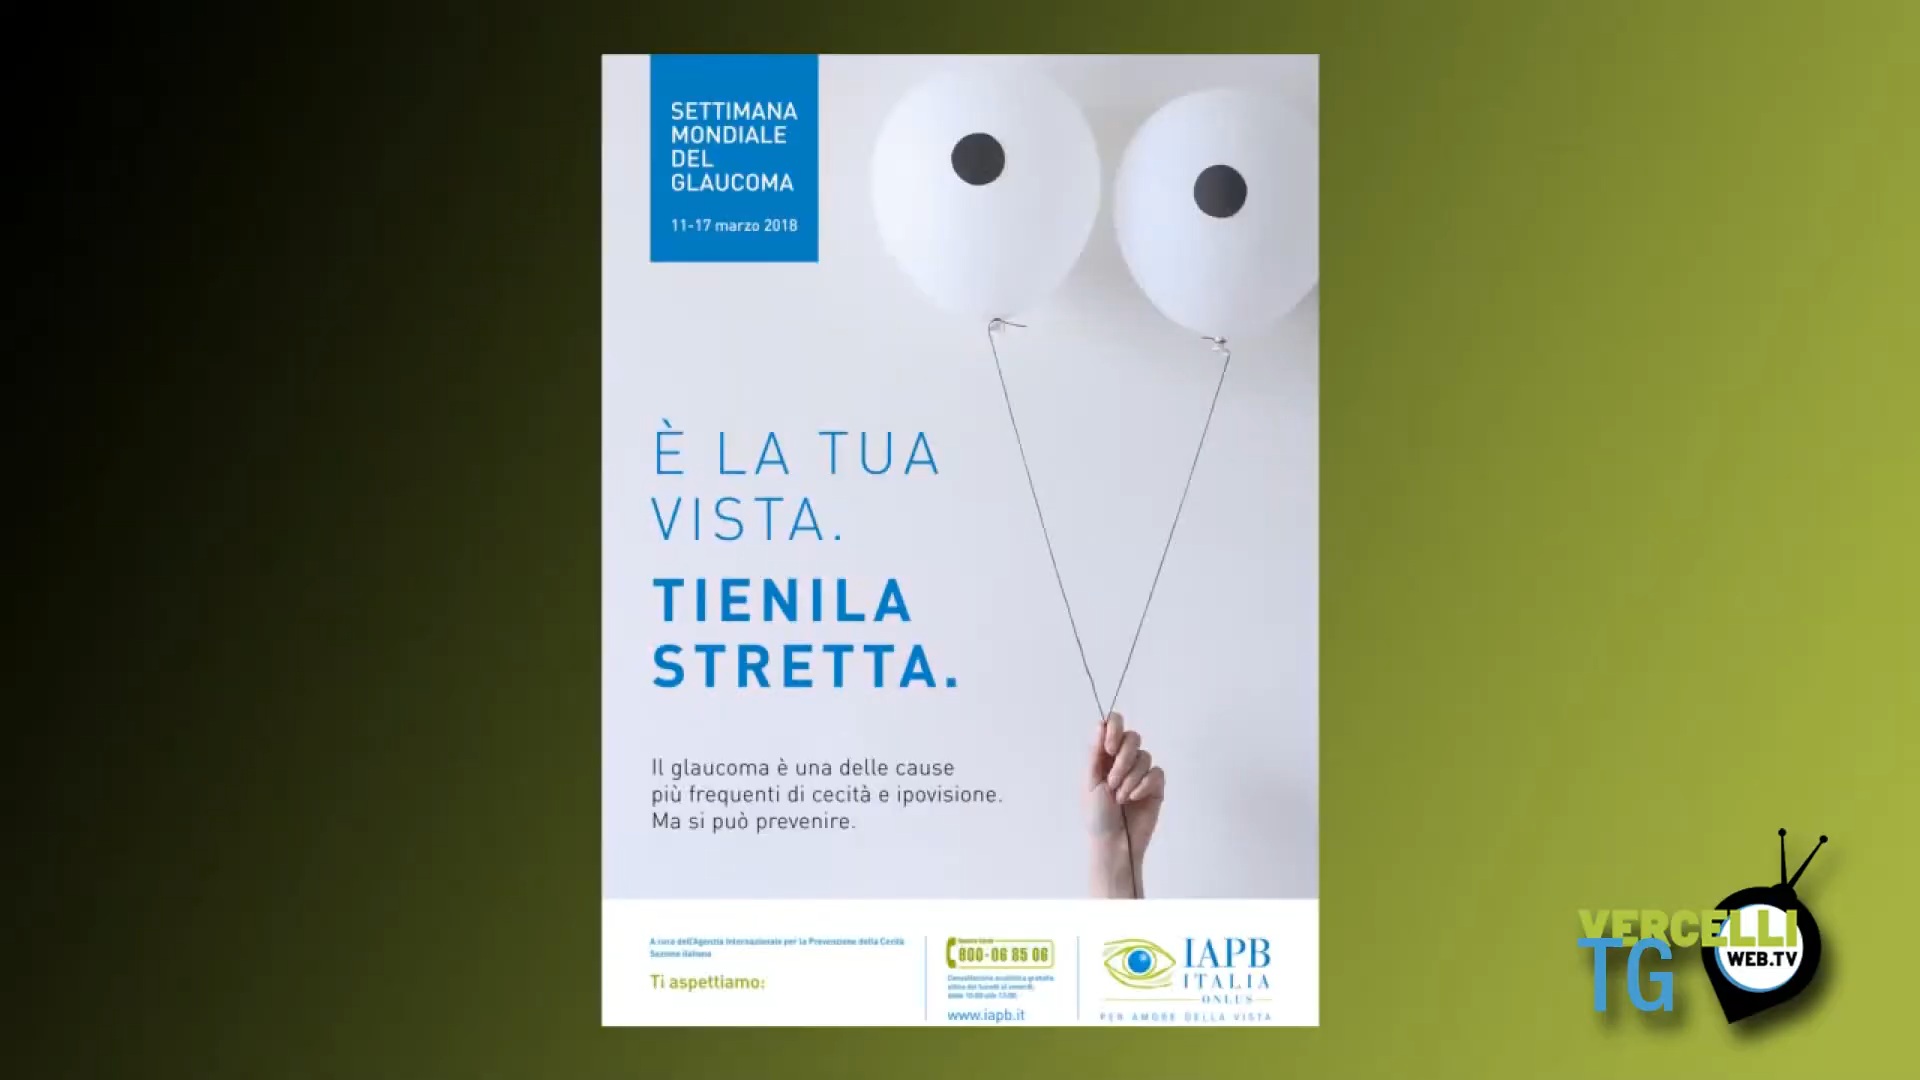 SETTIMANA
MONDIALE
DEL
GLAUCOMA
11-17 marzo 2018
È LA TUA
VISTA.
TIENILA
STRETTA.
Il glaucoma è una delle cause
più frequenti di cecità e ipovisione.
Ma si può prevenire.
A cura dell'Agenzia Internazionale per la Prevenzione della Cecità
Sezione italiana
Ti aspettiamo:
800-06 85 06
www.iapb.it
IAPB
ITALIA
ONLUS
PER AMORE DELLA VISTA
VERCELLI
WEB.TV
TG